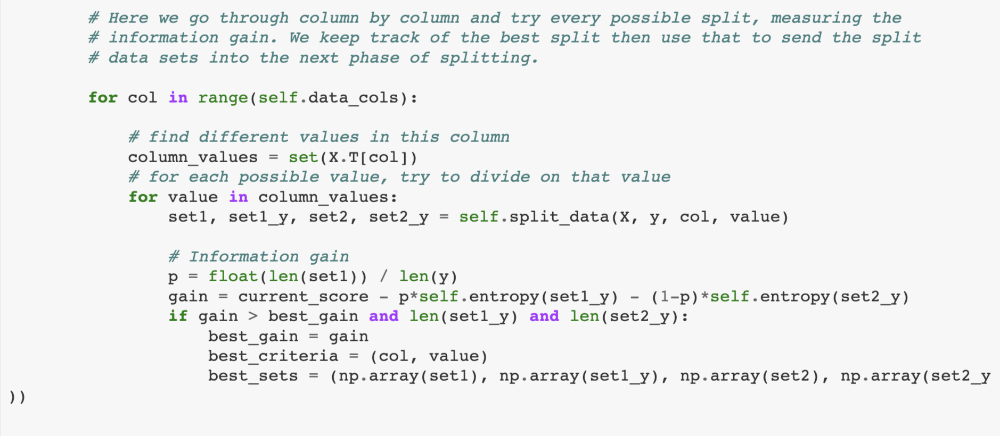 # Here we go through column by column and try every possible split, measuring the
# information gain. We keep track of the best split then use that to send the split
# data sets into the next phase of splitting.
for col in range(self.data_cols):
# find different values in this column
column_values = set(X.T[col])
# for each possible value, try to divide on that value
for value in column_values:
set1, set1_y, set2, set2_y = self.split_data(X, y, col, value)
# Information gain
p = float(len(set1)) / len(y)
gain = current_score - p*self.entropy(set1_y) - (1-p)*self.entropy(set2_y)
if gain > best_gain and len(set1_y) and len(set2_y):
best_gain = gain
best_criteria = (col, value)
best_sets = (np.array(set1), np.array(set1_y), np.array(set2), np.array(set2_y
))